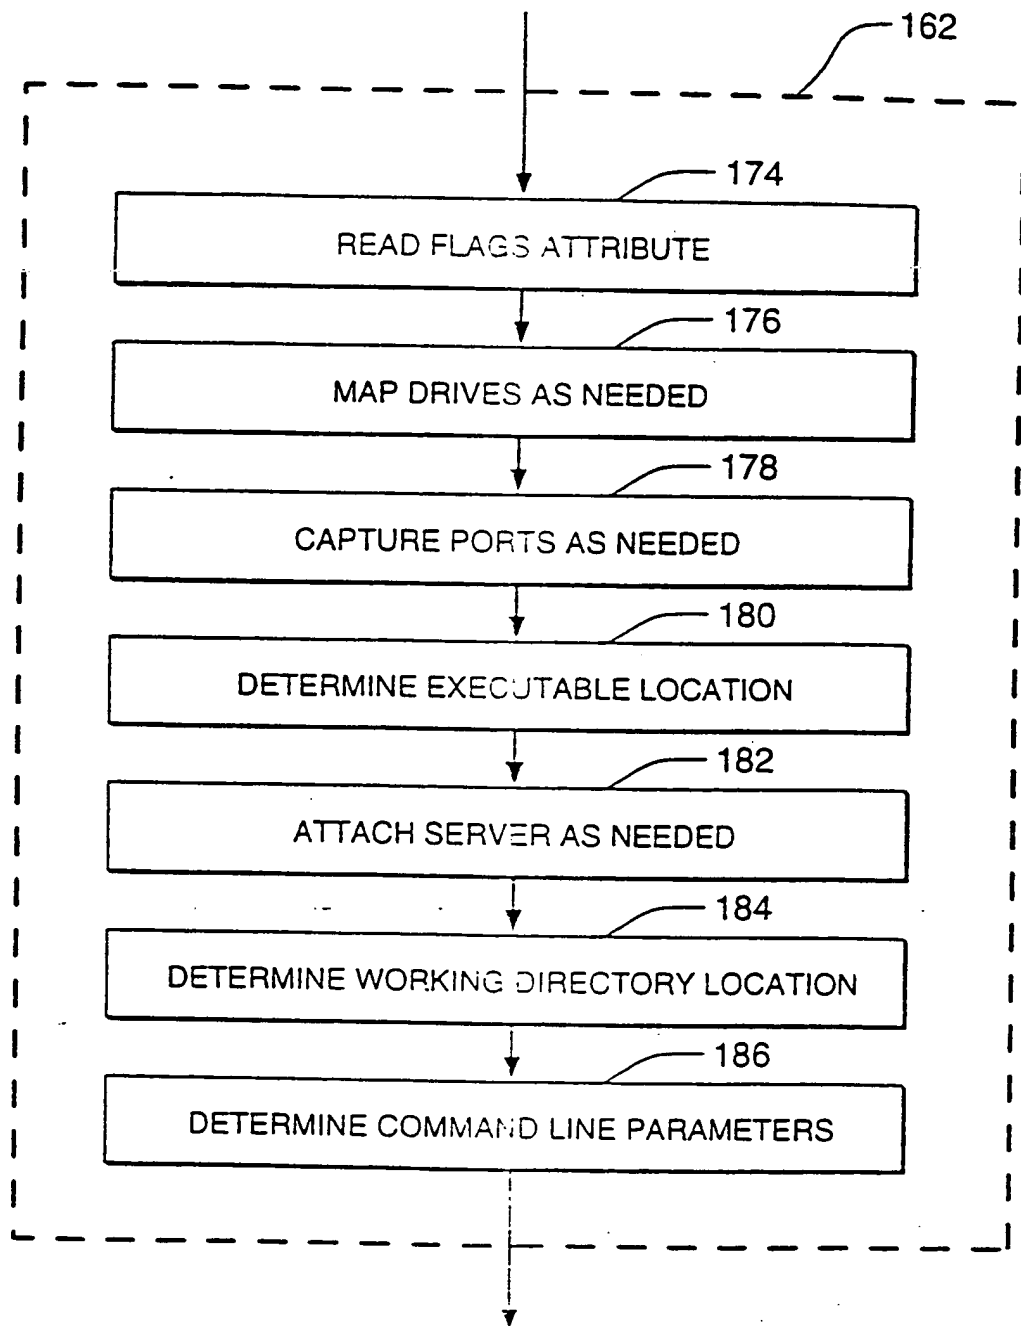 162
174
READ FLAGS ATTRIBUTE
176
MAP DRIVES AS NEEDED
178
CAPTURE PORTS AS NEEDED
180
DETERMINE EXECUTABLE LOCATION
182
ATTACH SERVER AS NEEDED
184
DETERMINE WORKING DIRECTORY LOCATION
186
DETERMINE COMMAND LINE PARAMETERS